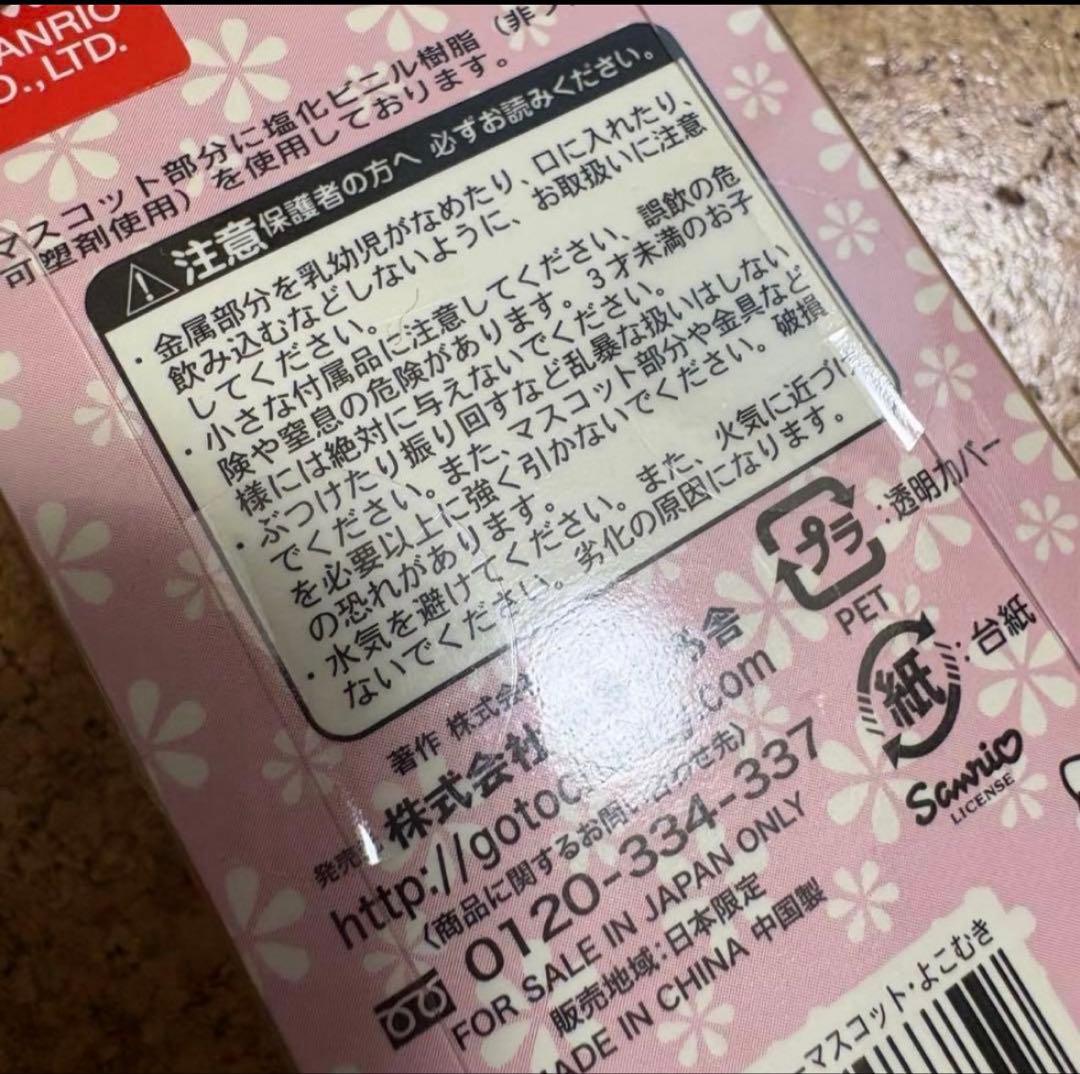 SANRIO
CO., LTD.
マスコット部分に塩化ビニル樹脂（非フ
可塑剤使用）を使用しております。
注意 保護者の方へ 必ずお読みください。
・金属部分を乳幼児がなめたり、口に入れたり、
飲み込むなどしないように、お取扱いに注意
してください。
・小さな付属品に注意してください、誤飲の危
険や窒息の危険があります。3才未満のお子
様には絶対に与えないでください。
・ぶつけたり振り回すなど乱暴な扱いはしない
でください。また、マスコット部分や金具など
を必要以上に強く引かないでください。破損
の恐れがあります。
・水気を避けてください。また、火気に近づけ
ないでください。劣化の原因になります。
プラ
:透明カバー
PET
紙
:台紙
著作 株式会社
舎
発売元
株式会社
http://gotoc
.com
〈商品に関するお問い合わせ先〉
0120-334-337
FOR SALE IN JAPAN ONLY
販売地域:日本限定
MADE IN CHINA 中国製
Sanrio
LICENSE
ーマスコット・よこむき